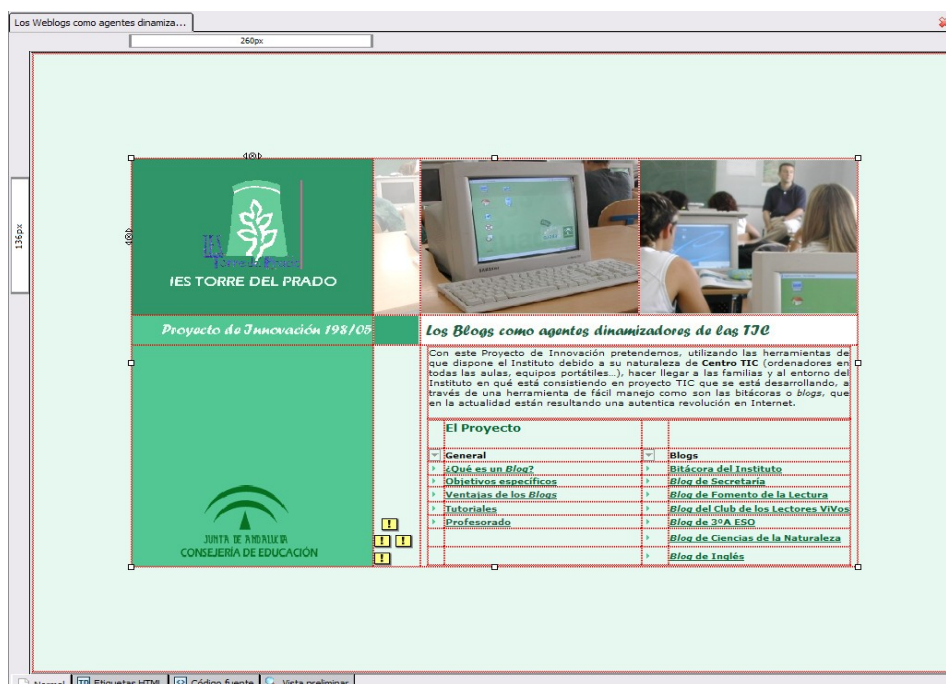 Los Weblogs como agentes dinamiza...
260px
136px
IES
Torre del Prado
IES TORRE DEL PRADO
Proyecto de Innovación 198/05
Los Blogs como agentes dinamizadores de las TIC
Con este Proyecto de Innovación pretendemos, utilizando las herramientas de
que dispone el Instituto debido a su naturaleza de Centro TIC (ordenadores en
todas las aulas, equipos portátiles...), hacer llegar a las familias y al entorno del
Instituto en qué está consistiendo en proyecto TIC que se está desarrollando, a
través de una herramienta de fácil manejo como son las bitácoras o blogs, que
en la actualidad están resultando una autentica revolución en Internet.
El Proyecto
General
¿Qué es un Blog?
Objetivos específicos
Ventajas de los Blogs
Tutoriales
Profesorado
Blogs
Bitácora del Instituto
Blog de Secretaría
Blog de Fomento de la Lectura
Blog del Club de los Lectores ViVos
Blog de 3ºA ESO
Blog de Ciencias de la Naturaleza
Blog de Inglés
JUNTA DE ANDALUCIA
CONSEJERÍA DE EDUCACIÓN
Normal
Etiquetas HTML
Código fuente
Vista preliminar